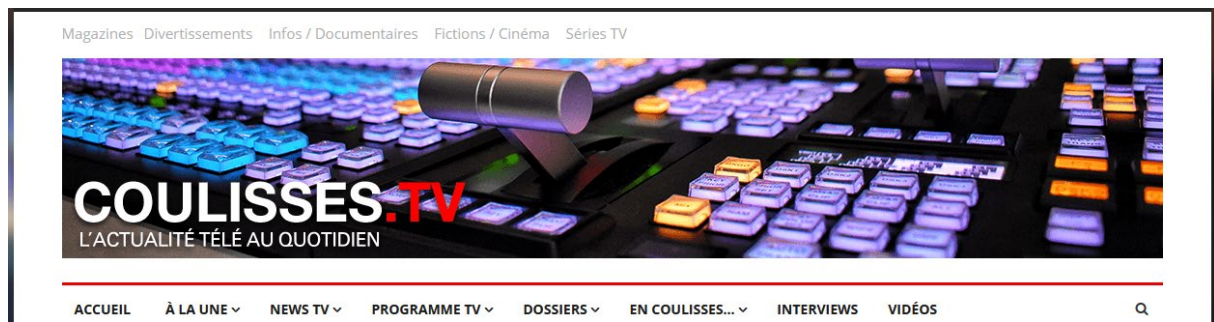 Magazines Divertissements Infos / Documentaires Fictions / Cinéma Séries TV
COULISSES.TV
L'ACTUALITÉ TÉLÉ AU QUOTIDIEN
ACCUEIL À LA UNE NEWS TV PROGRAMME TV DOSSIERS EN COULISSES... INTERVIEWS VIDÉOS